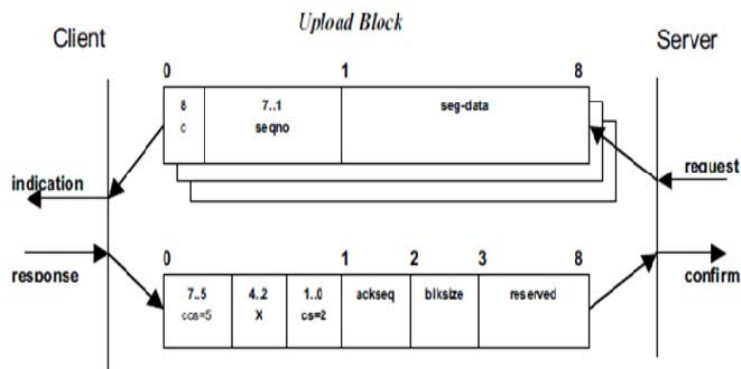 Upload Block
Client
Server
0 1 8
8 7..1 seg-data
c seqno
indication
request
0 1 2 3 8
response
confirm
7..5 4..2 1..0 ackseq blksize reserved
ccs=5 X cs=2